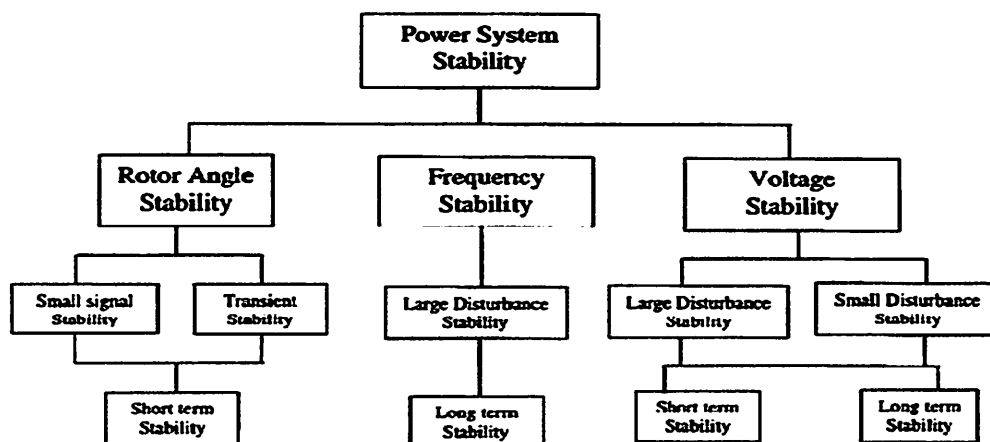 Power System
Stability
Rotor Angle
Stability
Frequency
Stability
Voltage
Stability
Small signal
Stability
Transient
Stability
Large Disturbance
Stability
Large Disturbance
Stability
Small Disturbance
Stability
Short term
Stability
Long term
Stability
Short term
Stability
Long term
Stability